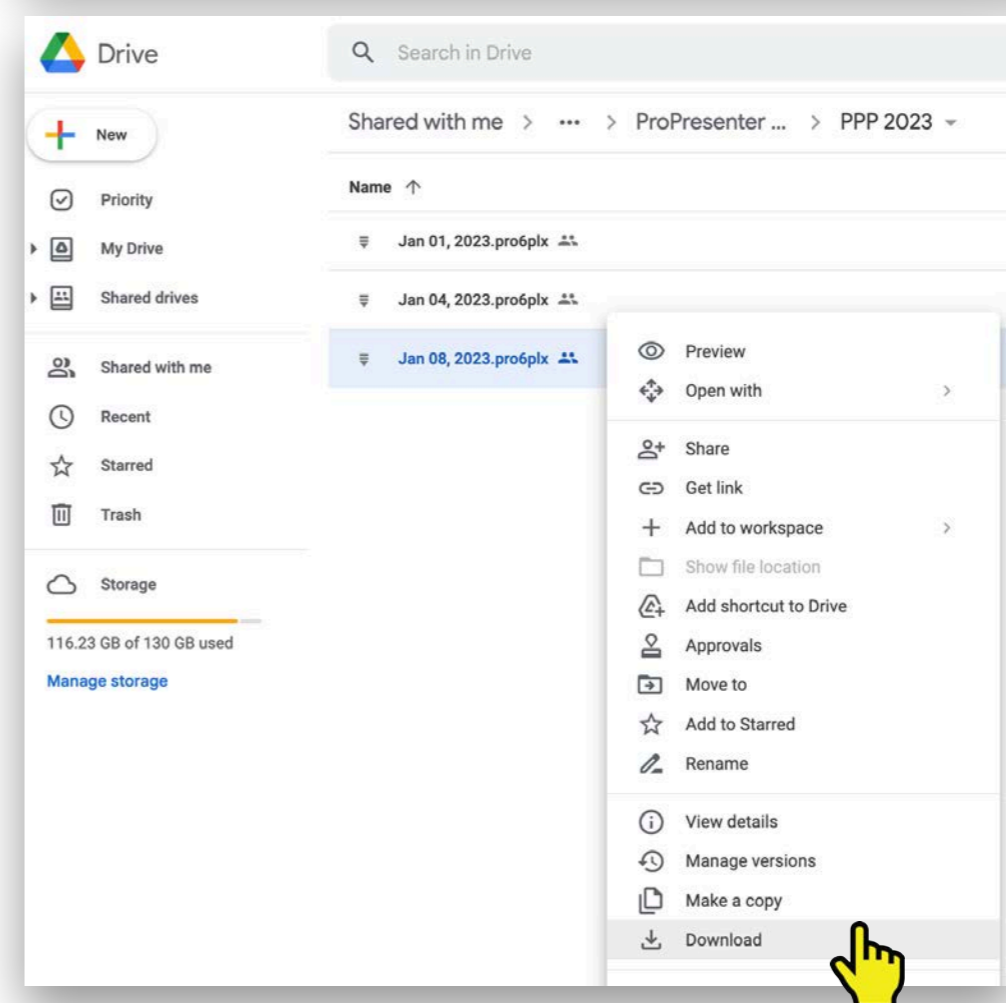 Drive
Search in Drive
New
Shared with me > ... > ProPresenter ... > PPP 2023
Name
Priority
My Drive
Shared drives
Shared with me
Recent
Starred
Trash
Storage
116.23 GB of 130 GB used
Manage storage
Jan 01, 2023.pro6plx
Jan 04, 2023.pro6plx
Jan 08, 2023.pro6plx
Preview
Open with
Share
Get link
Add to workspace
Show file location
Add shortcut to Drive
Approvals
Move to
Add to Starred
Rename
View details
Manage versions
Make a copy
Download